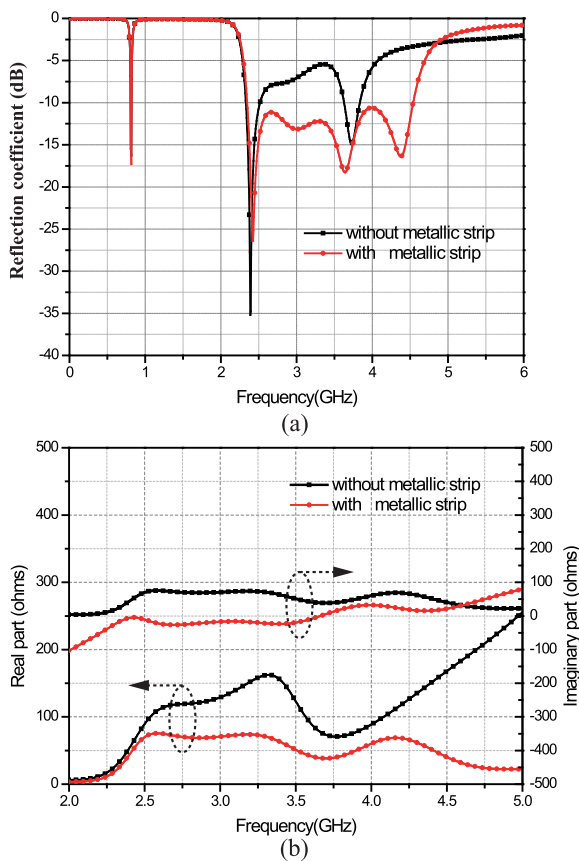 0
-5
-10
-15
-20
-25
-30
-35
-40
Reflection coefficient (dB)
without metallic strip
with metallic strip
0 1 2 3 4 5 6
Frequency(GHz)
(a)
500
400
300
200
100
0
Real part (ohms)
without metallic strip
with metallic strip
500
400
300
200
100
0
-100
-200
-300
-400
-500
Imaginary part (ohms)
2.0 2.5 3.0 3.5 4.0 4.5 5.0
Frequency(GHz)
(b)